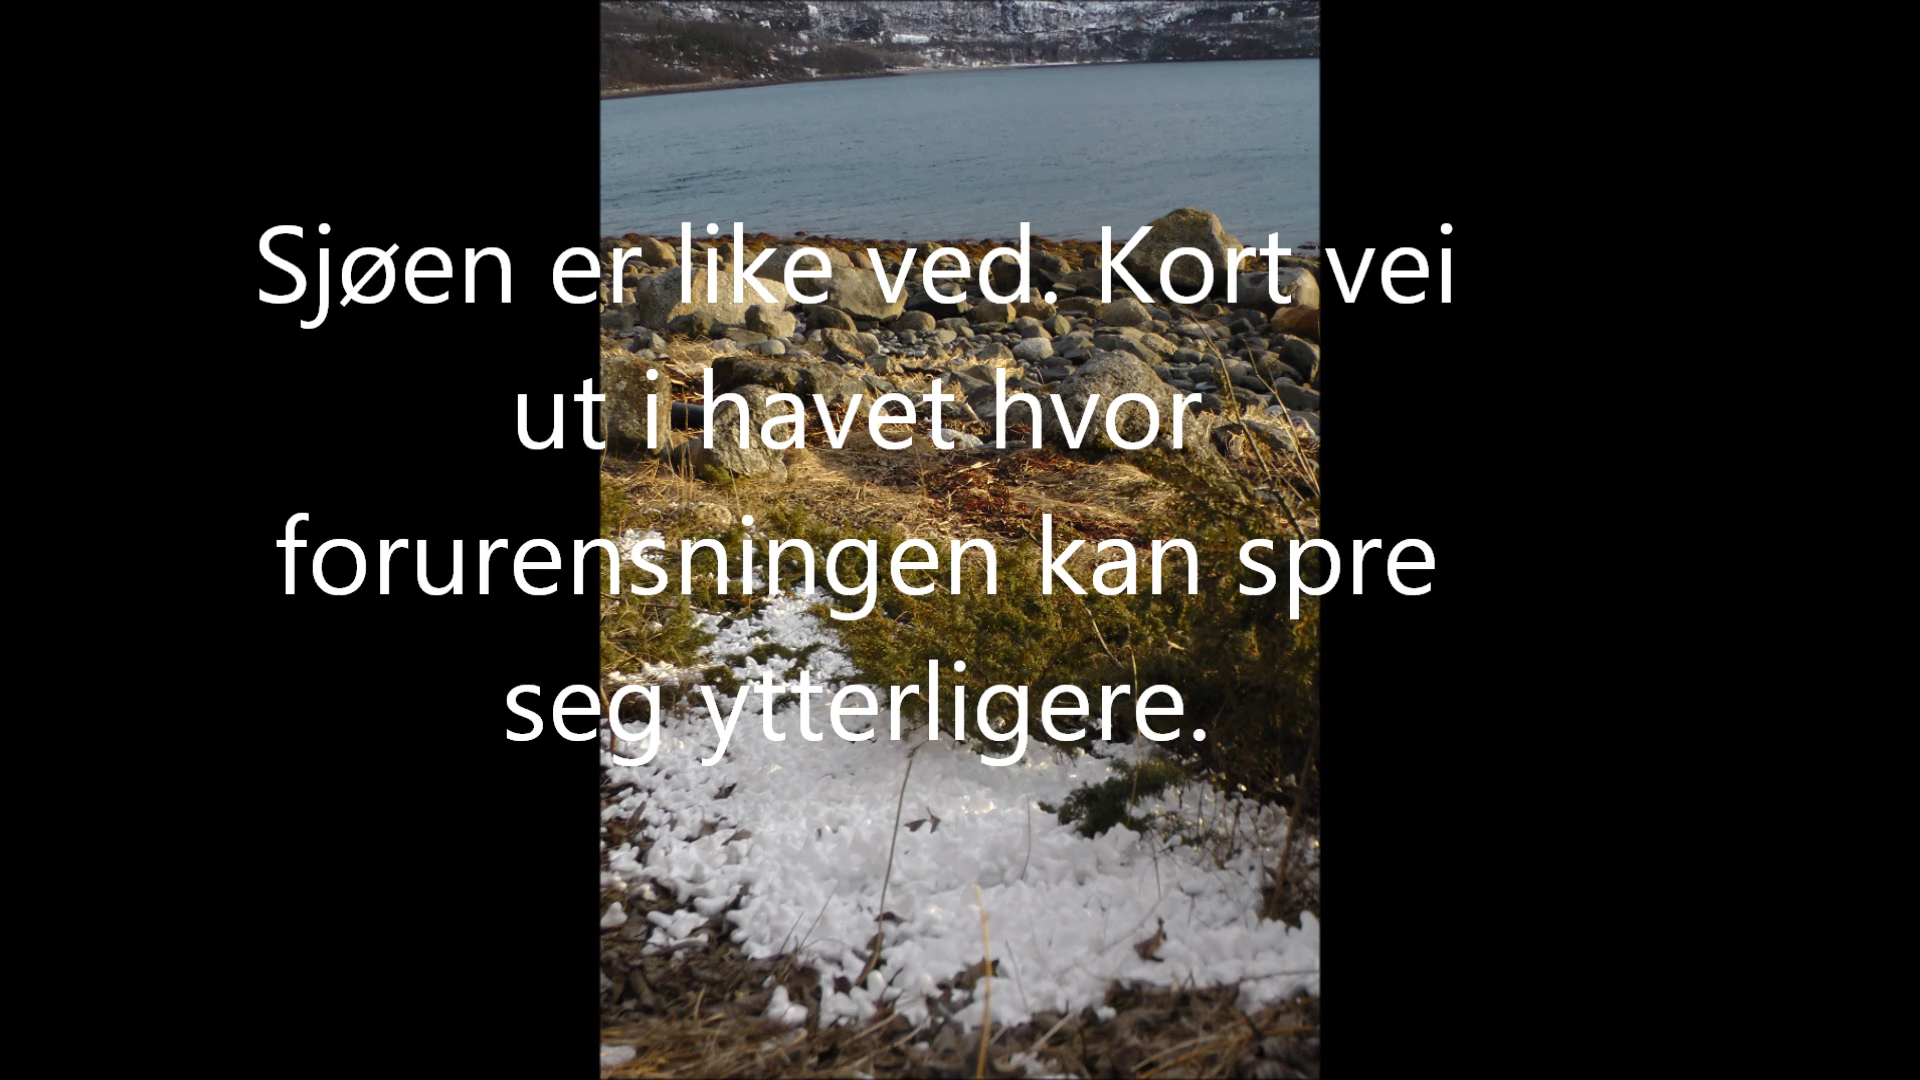 Sjøen er like ved. Kort vei
ut i havet hvor
forurensningen kan spre
seg ytterligere.